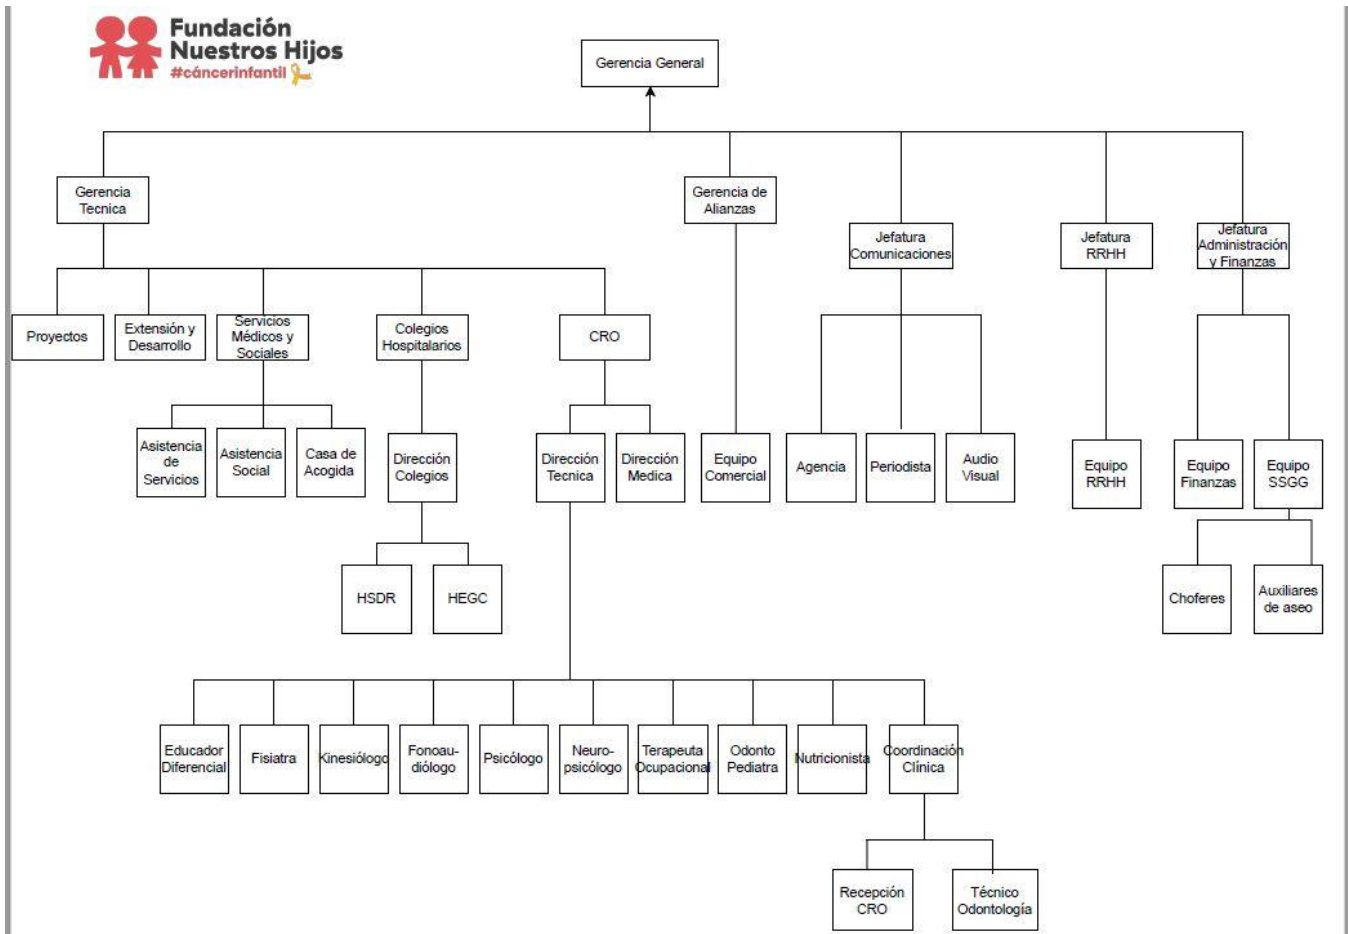 Fundación
Nuestros Hijos
#cáncerinfantil
Gerencia General
Gerencia
Tecnica
Gerencia de
Alianzas
Jefatura
Comunicaciones
Jefatura
RRHH
Jefatura
Administración
y Finanzas
Proyectos
Extensión y
Desarrollo
Servicios
Médicos y
Sociales
Colegios
Hospitalarios
CRO
Asistencia
de
Servicios
Asistencia
Social
Casa de
Acogida
Dirección
Colegios
Dirección
Tecnica
Dirección
Medica
Equipo
Comercial
Agencia
Periodista
Audio
Visual
Equipo
RRHH
Equipo
Finanzas
Equipo
SSGG
HSDR
HEGC
Choferes
Auxiliares
de aseo
Educador
Diferencial
Fisiatra
Kinesiólogo
Fonoau-
diólogo
Psicólogo
Neuro-
psicólogo
Terapeuta
Ocupacional
Odonto
Pediatra
Nutricionista
Coordinación
Clínica
Recepción
CRO
Técnico
Odontología